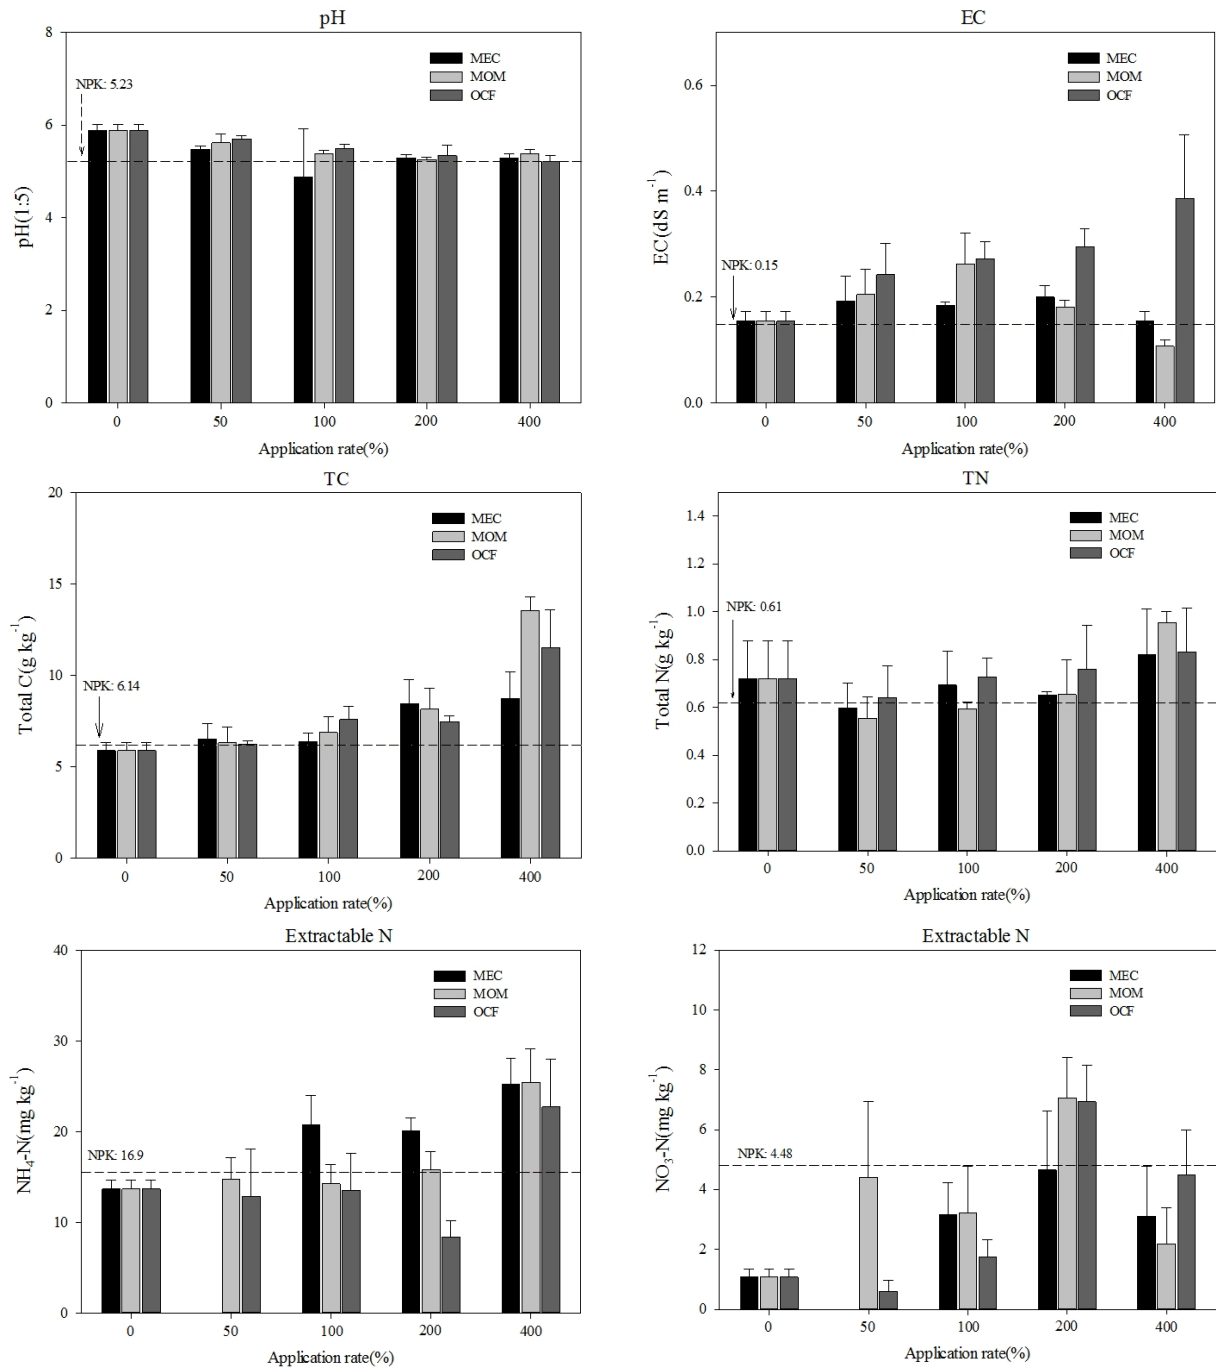 pH
8
6
4
2
0
pH(1:5)
NPK: 5.23
MEC
MOM
OCF
0 50 100 200 400
Application rate(%)
EC
0.6
0.4
0.2
0.0
EC(dS m-1)
NPK: 0.15
MEC
MOM
OCF
0 50 100 200 400
Application rate(%)
TC
20
15
10
5
0
Total C(g kg-1)
NPK: 6.14
MEC
MOM
OCF
0 50 100 200 400
Application rate(%)
TN
1.4
1.2
1.0
0.8
0.6
0.4
0.2
0.0
Total N(g kg-1)
NPK: 0.61
MEC
MOM
OCF
0 50 100 200 400
Application rate(%)
Extractable N
40
30
20
10
0
NH4-N(mg kg-1)
NPK: 16.9
MEC
MOM
OCF
0 50 100 200 400
Application rate(%)
Extractable N
12
10
8
6
4
2
0
NO3-N(mg kg-1)
NPK: 4.48
MEC
MOM
OCF
0 50 100 200 400
Application rate(%)